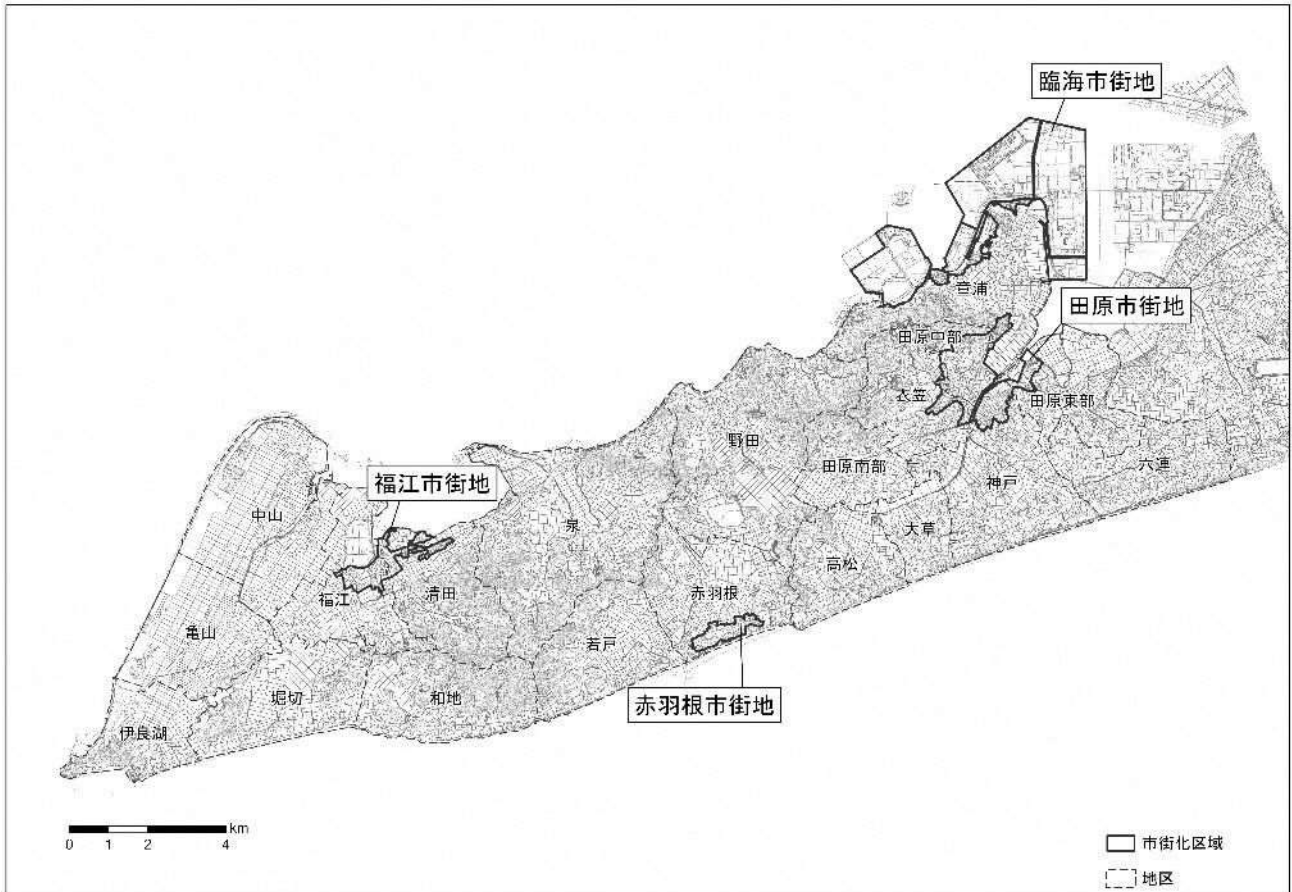 臨海市街地
童浦
田原市街地
田原中部
衣笠
田原東部
野田
田原南部
六連
神戸
福江市街地
中山
泉
大草
高松
福江
清田
赤羽根
亀山
若戸
堀切
和地
赤羽根市街地
伊良湖
km
0 1 2 4
市街化区域
地区